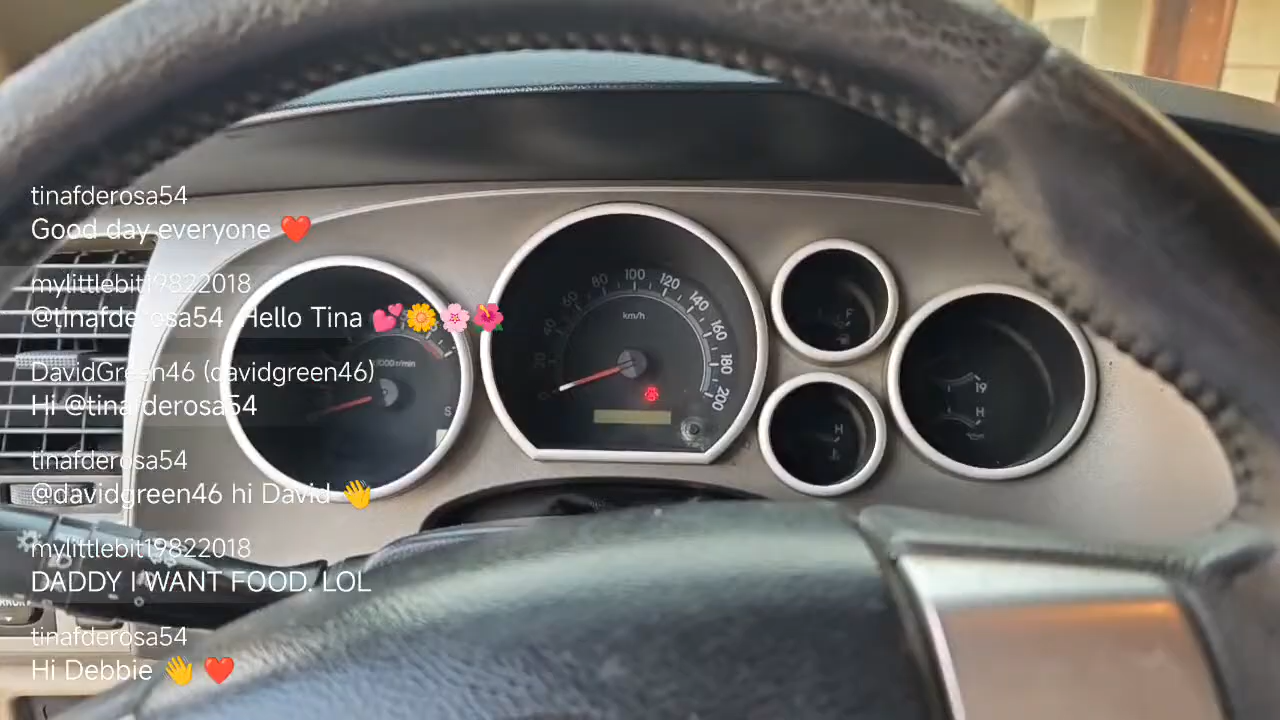 tinafderosa54
Good day everyone ❤️
mylittlebit19822018
@tinafderosa54 Hello Tina 💕🌼🌸🌺
DavidGreen46 (davidgreen46)
Hi @tinafderosa54
tinafderosa54
@davidgreen46 hi David 👋
mylittlebit19822018
DADDY I WANT FOOD. LOL
tinafderosa54
Hi Debbie 👋 ❤️
0 20 40 60 80 100 120 140 160 180 200
km/h
x1000r/min
S
F
H
19
H